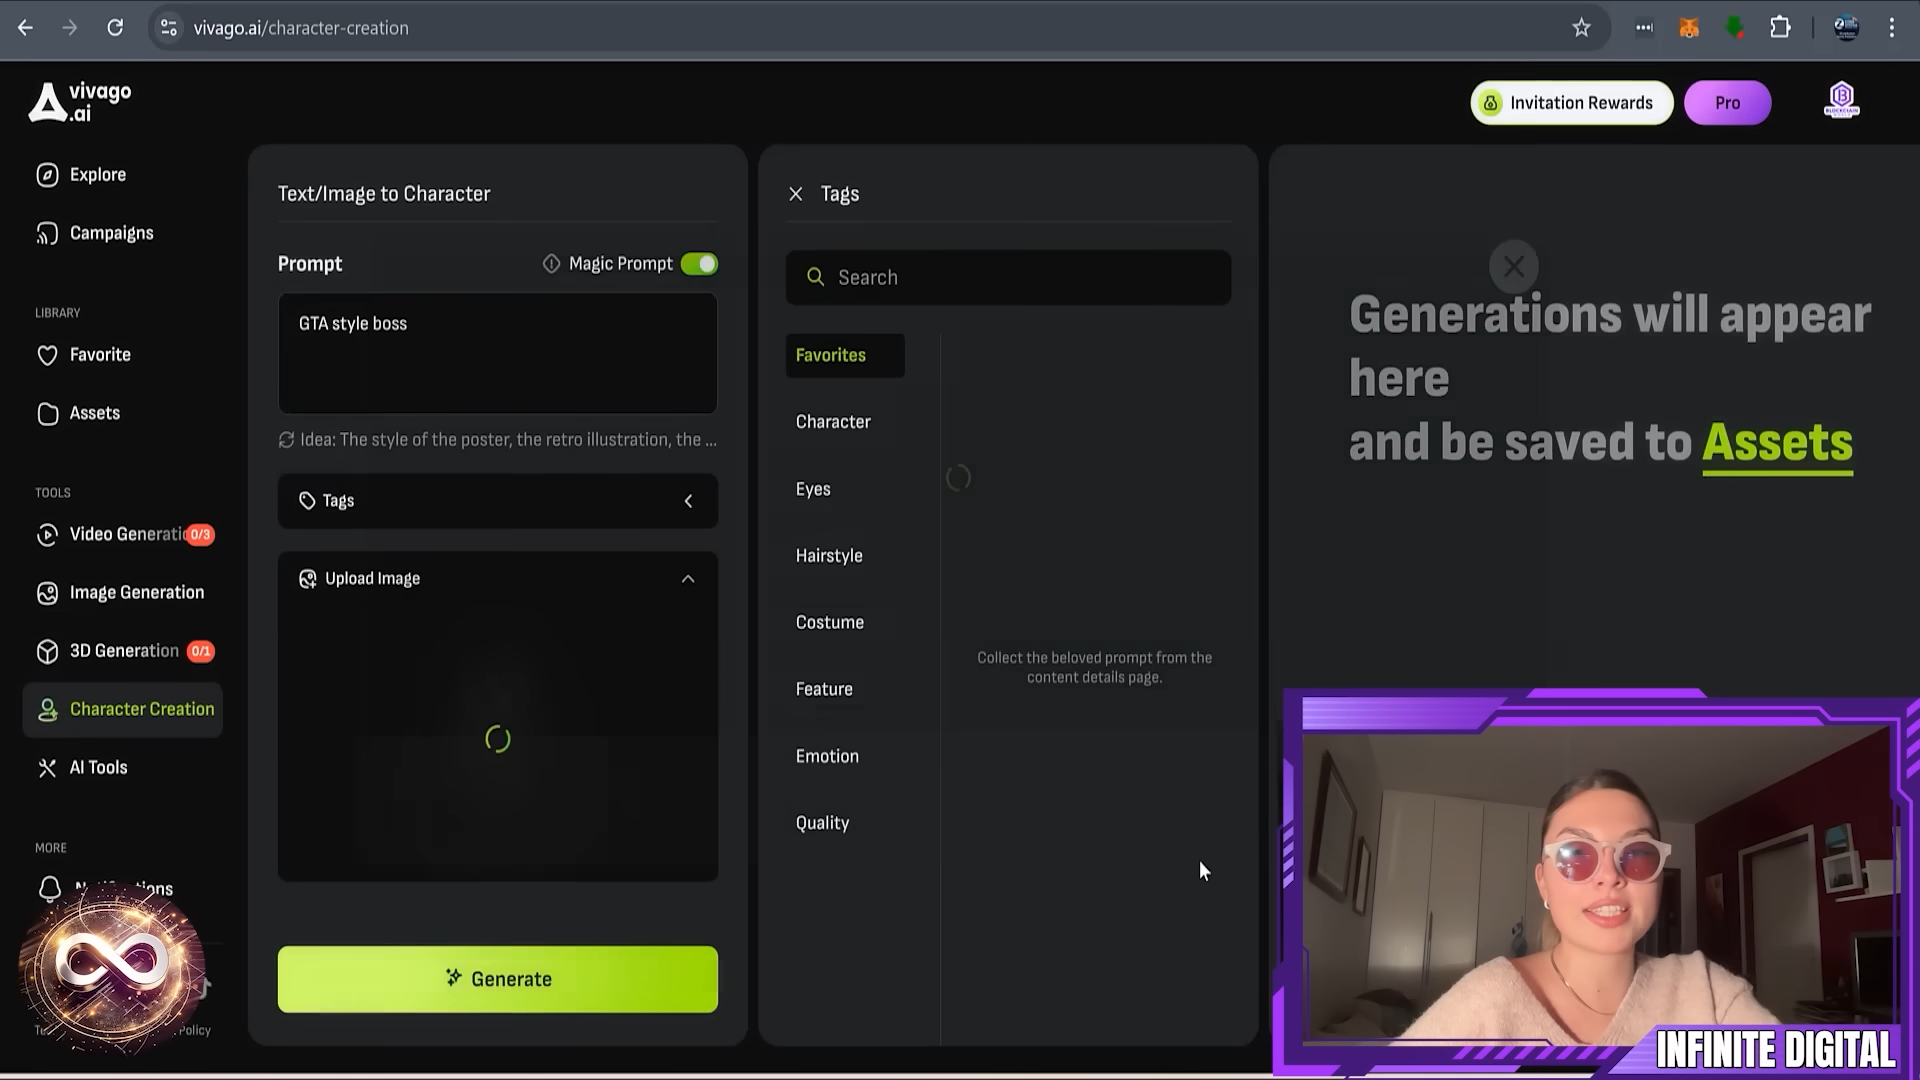 vivago.ai/character-creation
vivago
.ai
Invitation Rewards
Pro
Explore
Campaigns
LIBRARY
Favorite
Assets
TOOLS
Video Generatio 0/3
Image Generation
3D Generation 0/1
Character Creation
AI Tools
MORE
Policy
Text/Image to Character
Prompt
Magic Prompt
GTA style boss
Idea: The style of the poster, the retro illustration, the ...
Tags
Upload Image
Generate
Tags
Search
Favorites
Character
Eyes
Hairstyle
Costume
Feature
Emotion
Quality
Collect the beloved prompt from the
content details page.
Generations will appear
here
and be saved to Assets
INFINITE DIGITAL